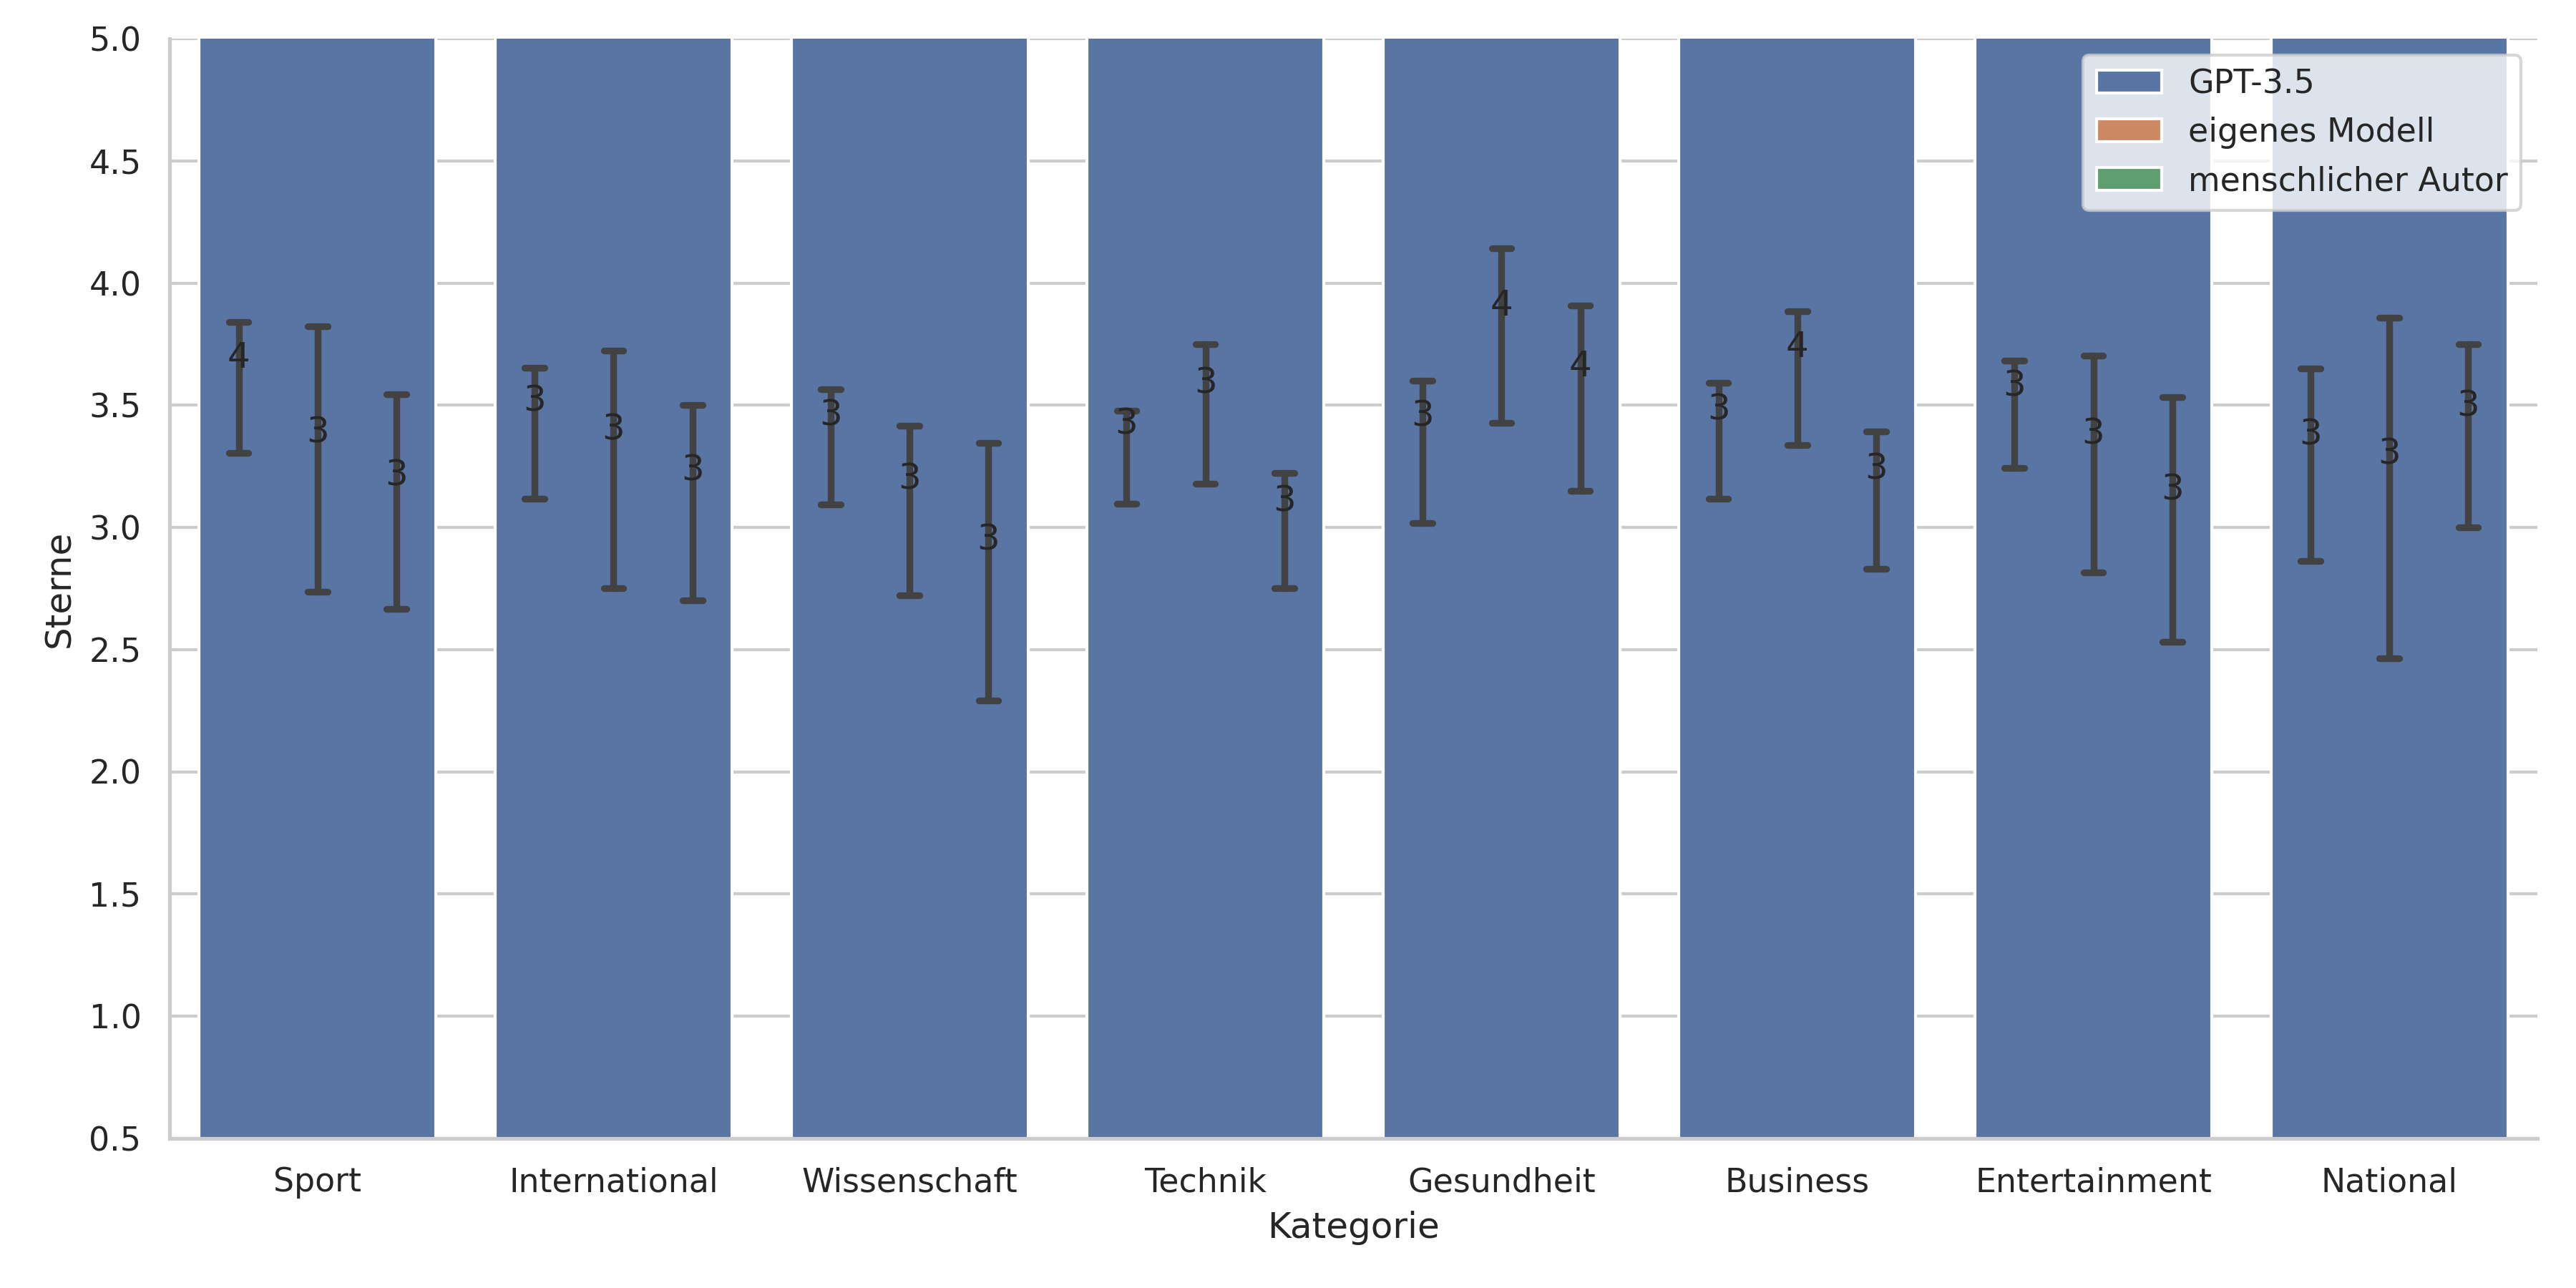 5.0
4.5
4.0
3.5
3.0
2.5
2.0
1.5
1.0
0.5
Sterne
GPT-3.5
eigenes Modell
menschlicher Autor
4 3 3
3 3 3
3 3 3
3 3 3
3 4 4
3 4 3
3 3 3
3 3 3
Sport International Wissenschaft Technik Gesundheit Business Entertainment National
Kategorie